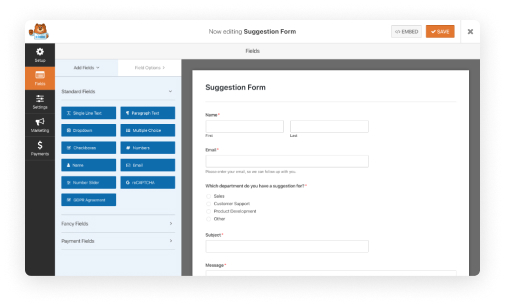 Now editing Suggestion Form
</> EMBED
SAVE
Setup
Fields
Settings
Marketing
Payments
Fields
Add Fields
Field Options
Standard Fields
Single Line Text
Paragraph Text
Dropdown
Multiple Choice
Checkboxes
Numbers
Name
Email
Number Slider
reCAPTCHA
GDPR Agreement
Fancy Fields
Payment Fields
Suggestion Form
Name *
First
Last
Email *
Please enter your email, so we can follow up with you.
Which department do you have a suggestion for? *
Sales
Customer Support
Product Development
Other
Subject *
Message *